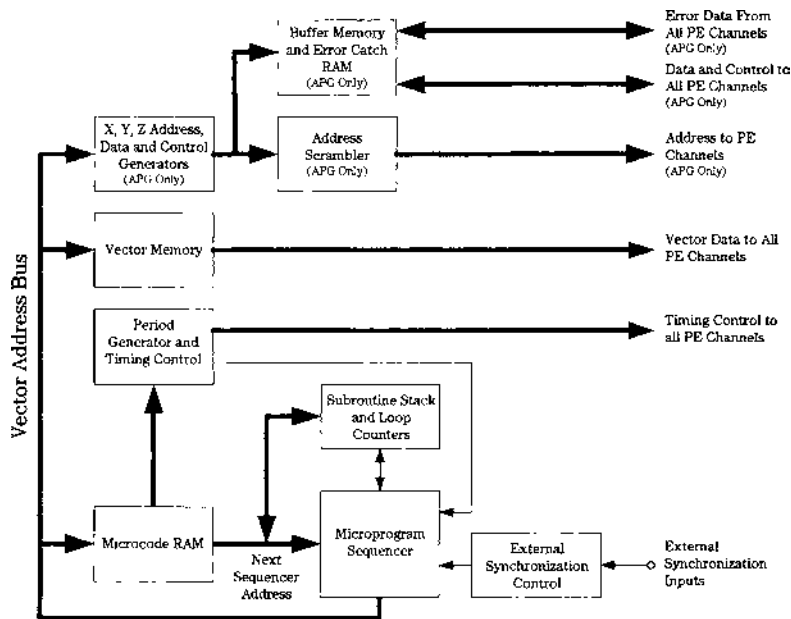 Buffer Memory
and Error Catch
RAM
(APG Only)
Error Data From
All PE Channels
(APG Only)
Data and Control to
All PE Channels
(APG Only)
X, Y, Z Address,
Data and Control
Generators
(APG Only)
Address
Scrambler
(APG Only)
Address to PE
Channels
(APG Only)
Vector Memory
Vector Data to All
PE Channels
Vector Address Bus
Period
Generator and
Timing Control
Timing Control to
all PE Channels
Subroutine Stack
and Loop
Counters
Microcode RAM
Next
Sequencer
Address
Microprogram
Sequencer
External
Synchronization
Control
External
Synchronization
Inputs